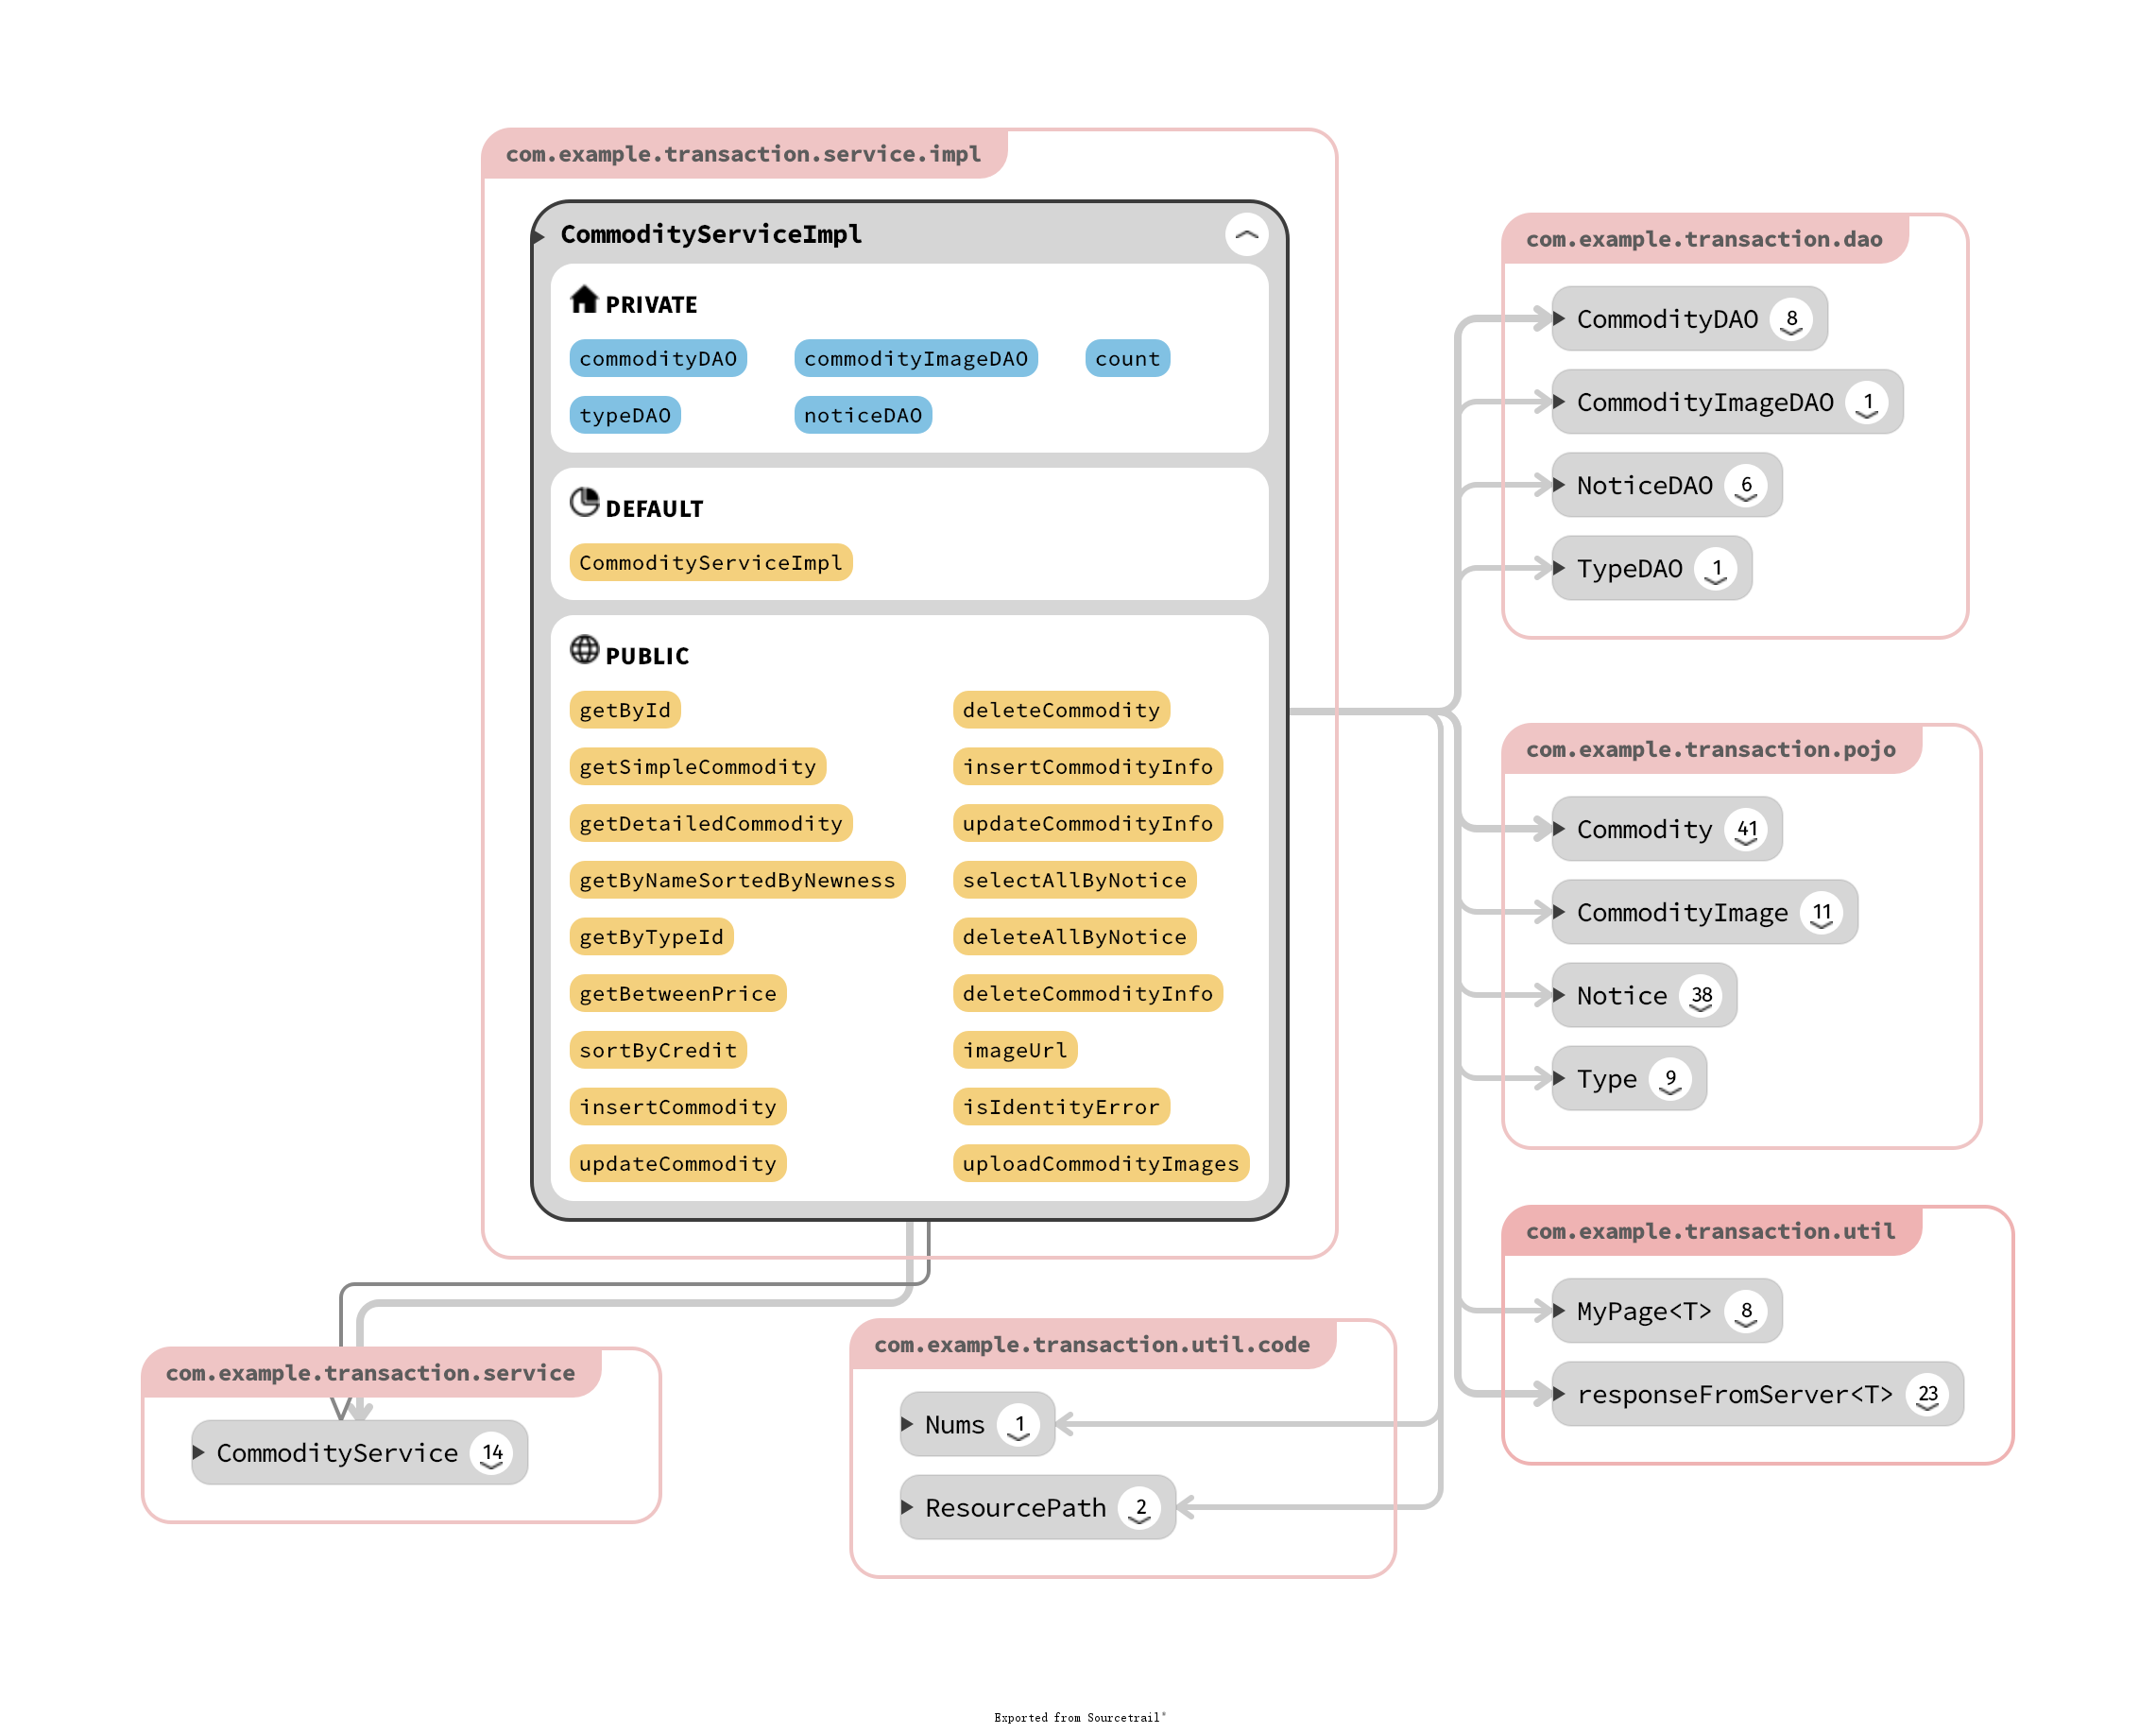 com.example.transaction.service.impl
CommodityServiceImpl
PRIVATE
commodityDAO commodityImageDAO count
typeDAO noticeDAO
DEFAULT
CommodityServiceImpl
PUBLIC
getById deleteCommodity
getSimpleCommodity insertCommodityInfo
getDetailedCommodity updateCommodityInfo
getByNameSortedByNewness selectAllByNotice
getByTypeId deleteAllByNotice
getBetweenPrice deleteCommodityInfo
sortByCredit imageUrl
insertCommodity isIdentityError
updateCommodity uploadCommodityImages
com.example.transaction.dao
CommodityDAO 8
CommodityImageDAO 1
NoticeDAO 6
TypeDAO 1
com.example.transaction.pojo
Commodity 41
CommodityImage 11
Notice 38
Type 9
com.example.transaction.util
MyPage<T> 8
responseFromServer<T> 23
com.example.transaction.service
CommodityService 14
com.example.transaction.util.code
Nums 1
ResourcePath 2
Exported from Sourcetrail®